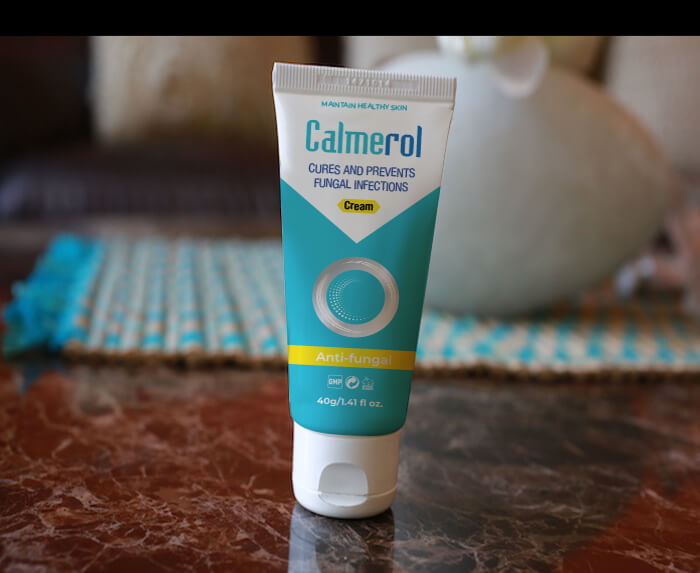 MAINTAIN HEALTHY SKIN
Calmerol
CURES AND PREVENTS
FUNGAL INFECTIONS
Cream
Anti-fungal
GMP
40g/1.41 fl oz.